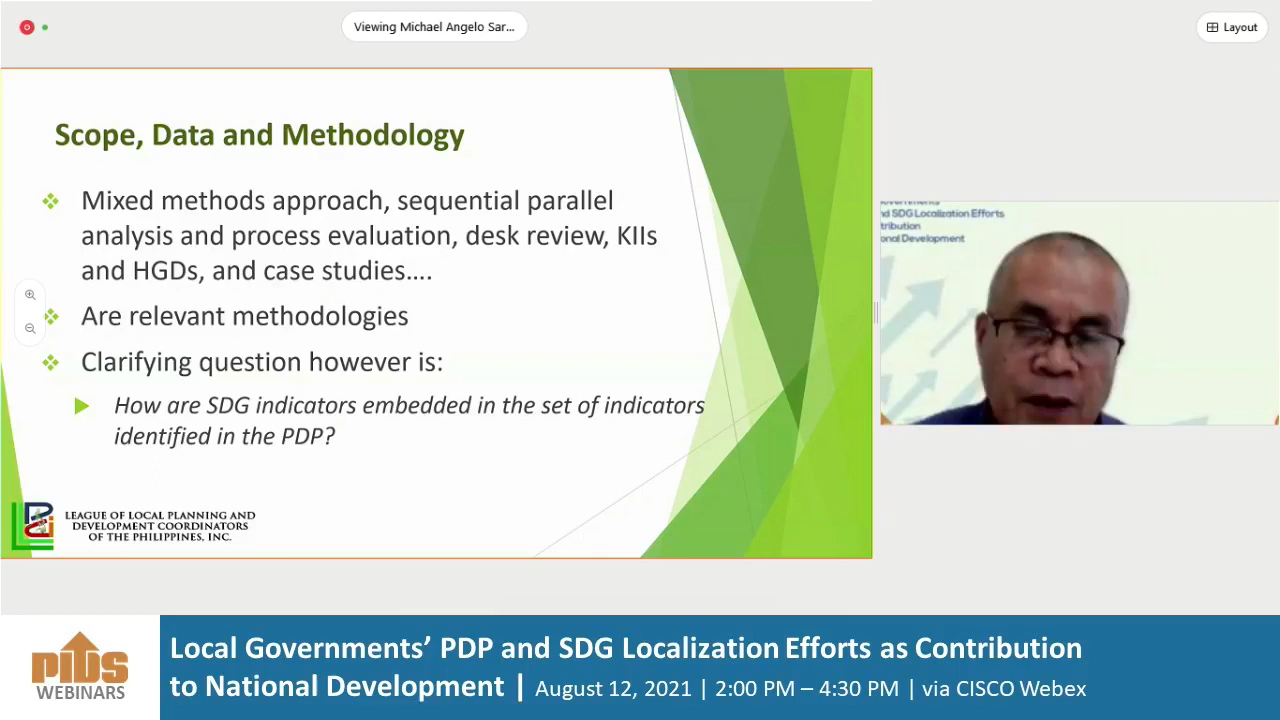 Viewing Michael Angelo Sar...
Layout
Scope, Data and Methodology
Mixed methods approach, sequential parallel
analysis and process evaluation, desk review, KIIs
and HGDs, and case studies....
Are relevant methodologies
Clarifying question however is:
How are SDG indicators embedded in the set of indicators
identified in the PDP?
LEAGUE OF LOCAL PLANNING AND
DEVELOPMENT COORDINATORS
OF THE PHILIPPINES, INC.
nd SDG Localization Efforts
tribution
ional Development
pids
WEBINARS
Local Governments' PDP and SDG Localization Efforts as Contribution
to National Development | August 12, 2021 | 2:00 PM – 4:30 PM | via CISCO Webex